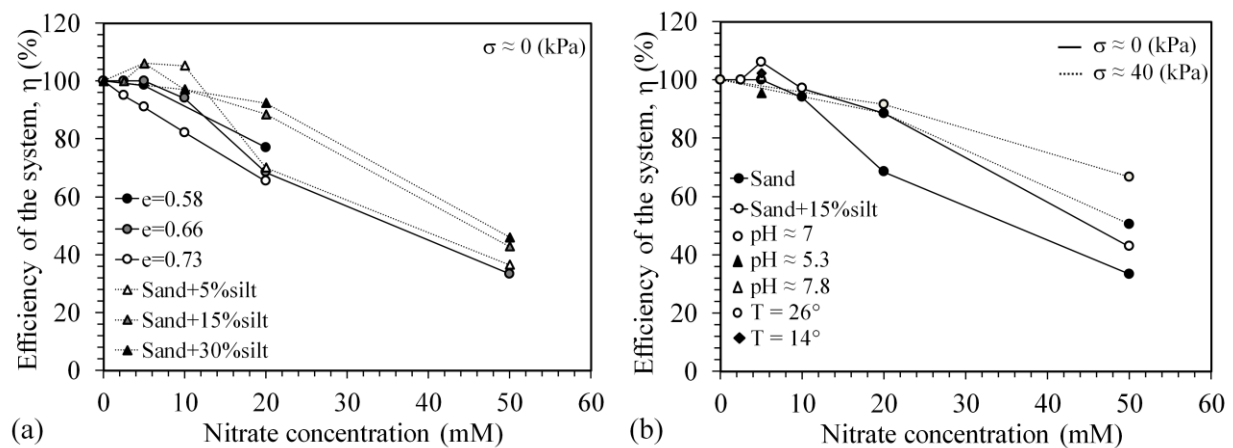 Efficiency of the system, η (%)
120
100
80
60
40
20
0
σ ≈ 0 (kPa)
e=0.58
e=0.66
e=0.73
Sand+5%silt
Sand+15%silt
Sand+30%silt
0 10 20 30 40 50 60
Nitrate concentration (mM)
(a)
Efficiency of the system, η (%)
120
100
80
60
40
20
0
σ ≈ 0 (kPa)
σ ≈ 40 (kPa)
Sand
Sand+15%silt
pH ≈ 7
pH ≈ 5.3
pH ≈ 7.8
T = 26°
T = 14°
0 10 20 30 40 50 60
Nitrate concentration (mM)
(b)